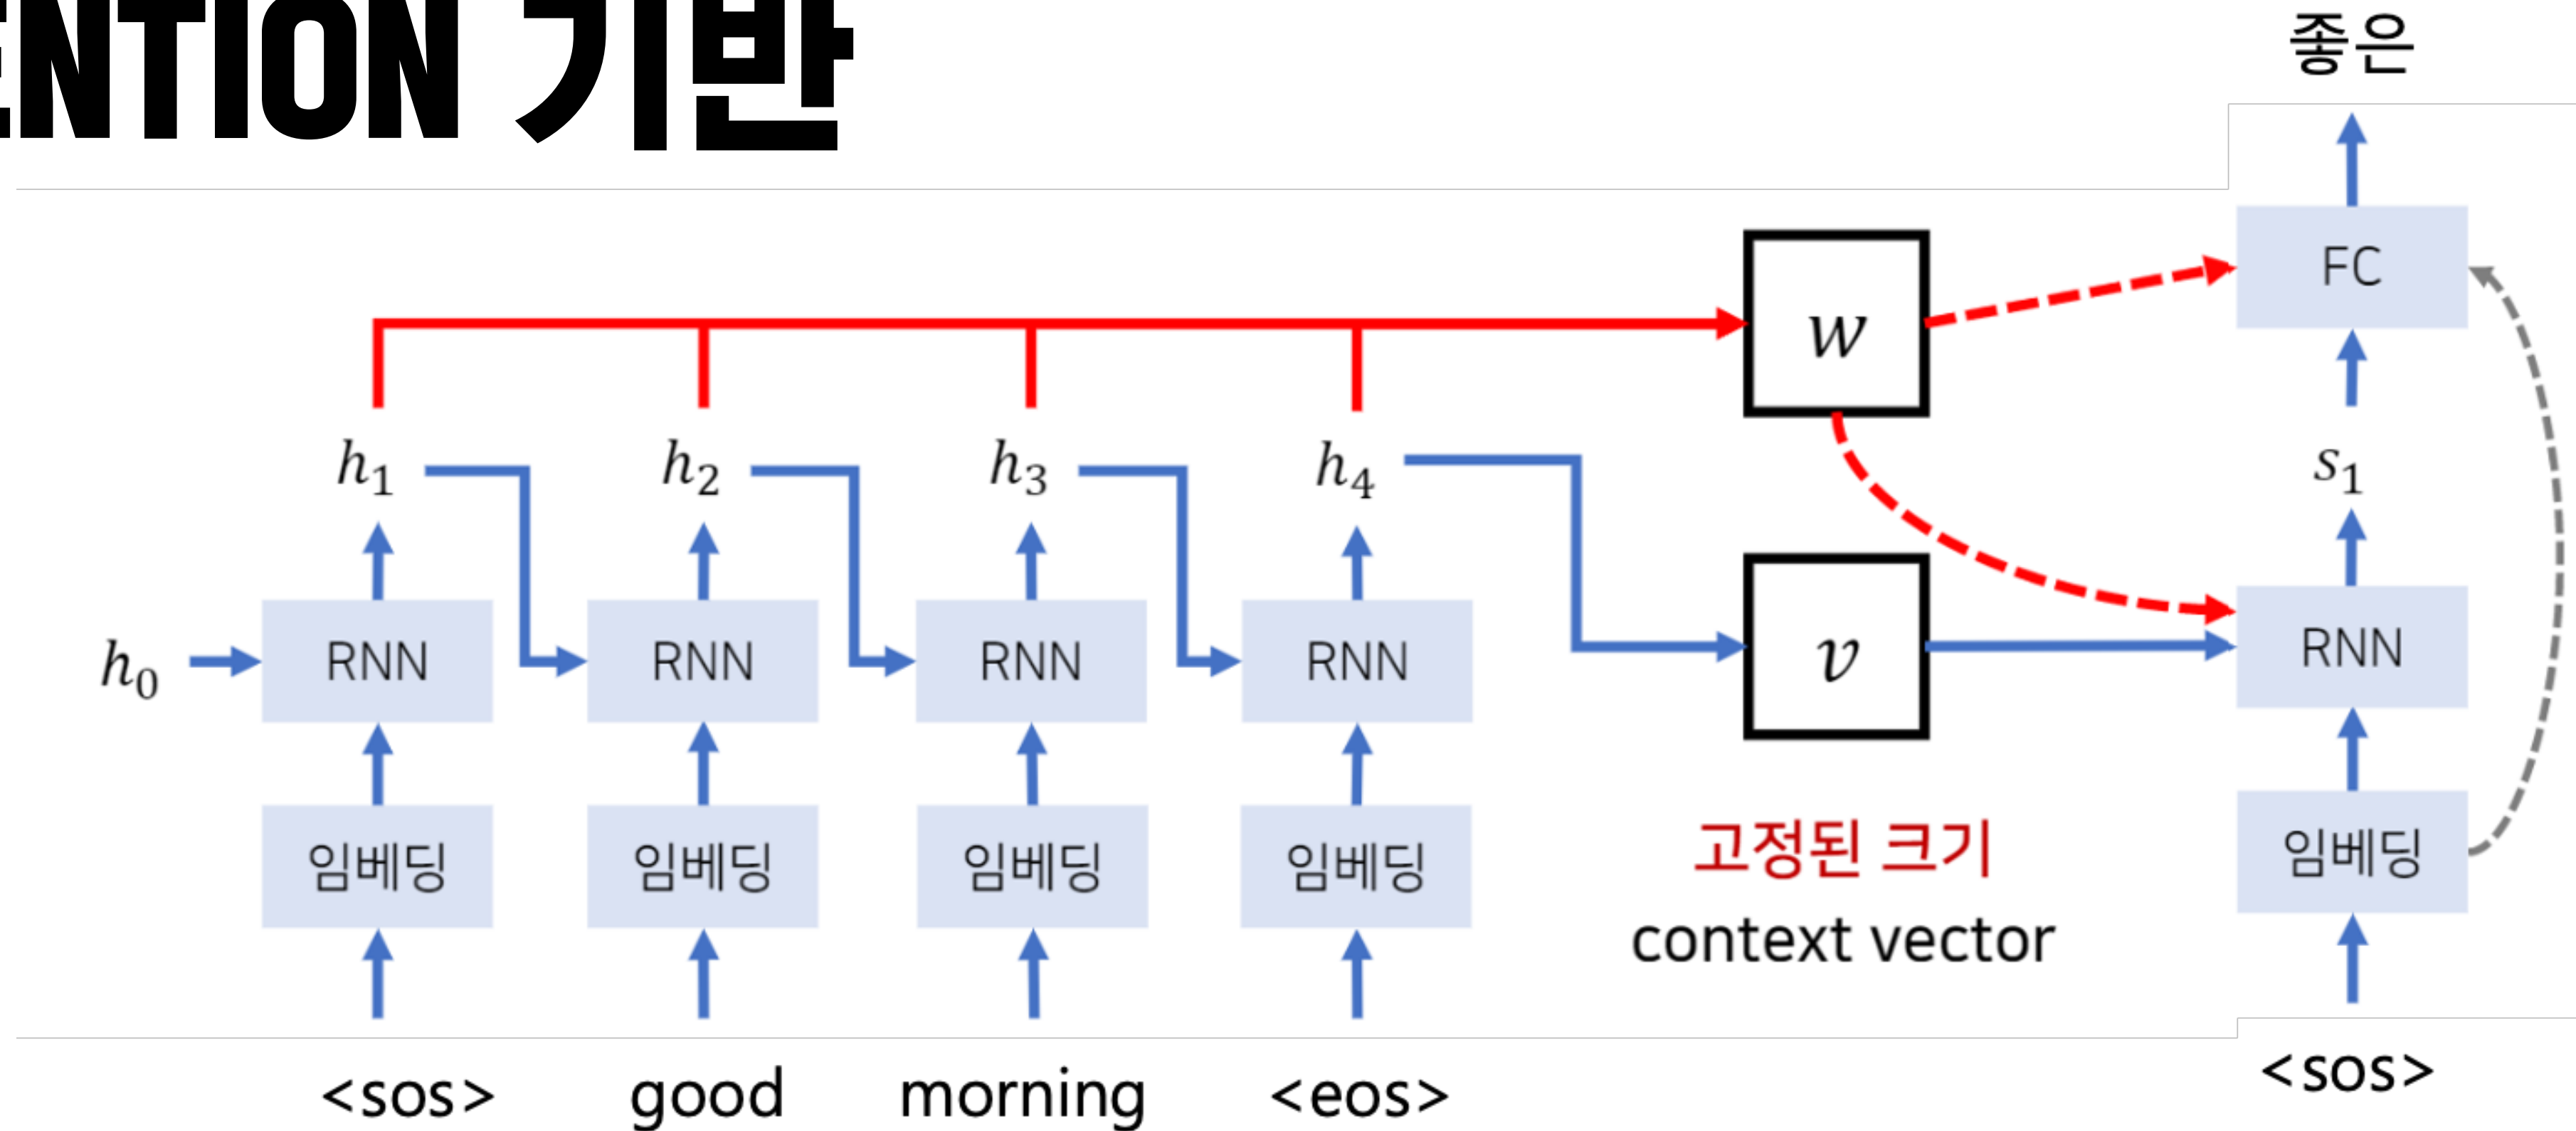 ENTION 기반
좋은
FC
w
h₁ h₂ h₃ h₄ s₁
h₀ RNN RNN RNN RNN v RNN
임베딩 임베딩 임베딩 임베딩 고정된 크기 임베딩
context vector
<sos> good morning <eos> <sos>